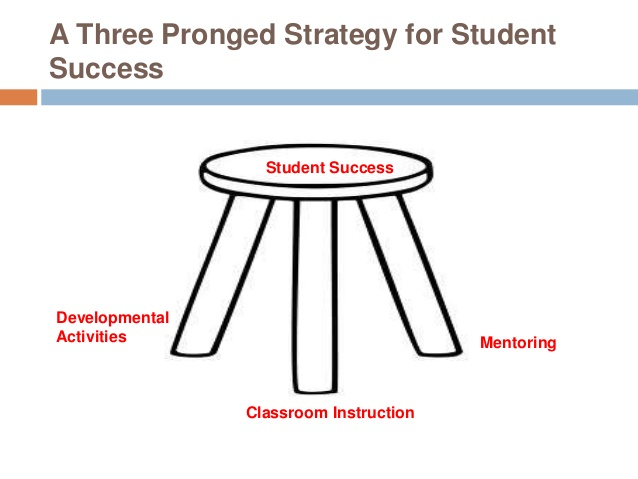 A Three Pronged Strategy for Student
Success
Student Success
Developmental
Activities
Mentoring
Classroom Instruction